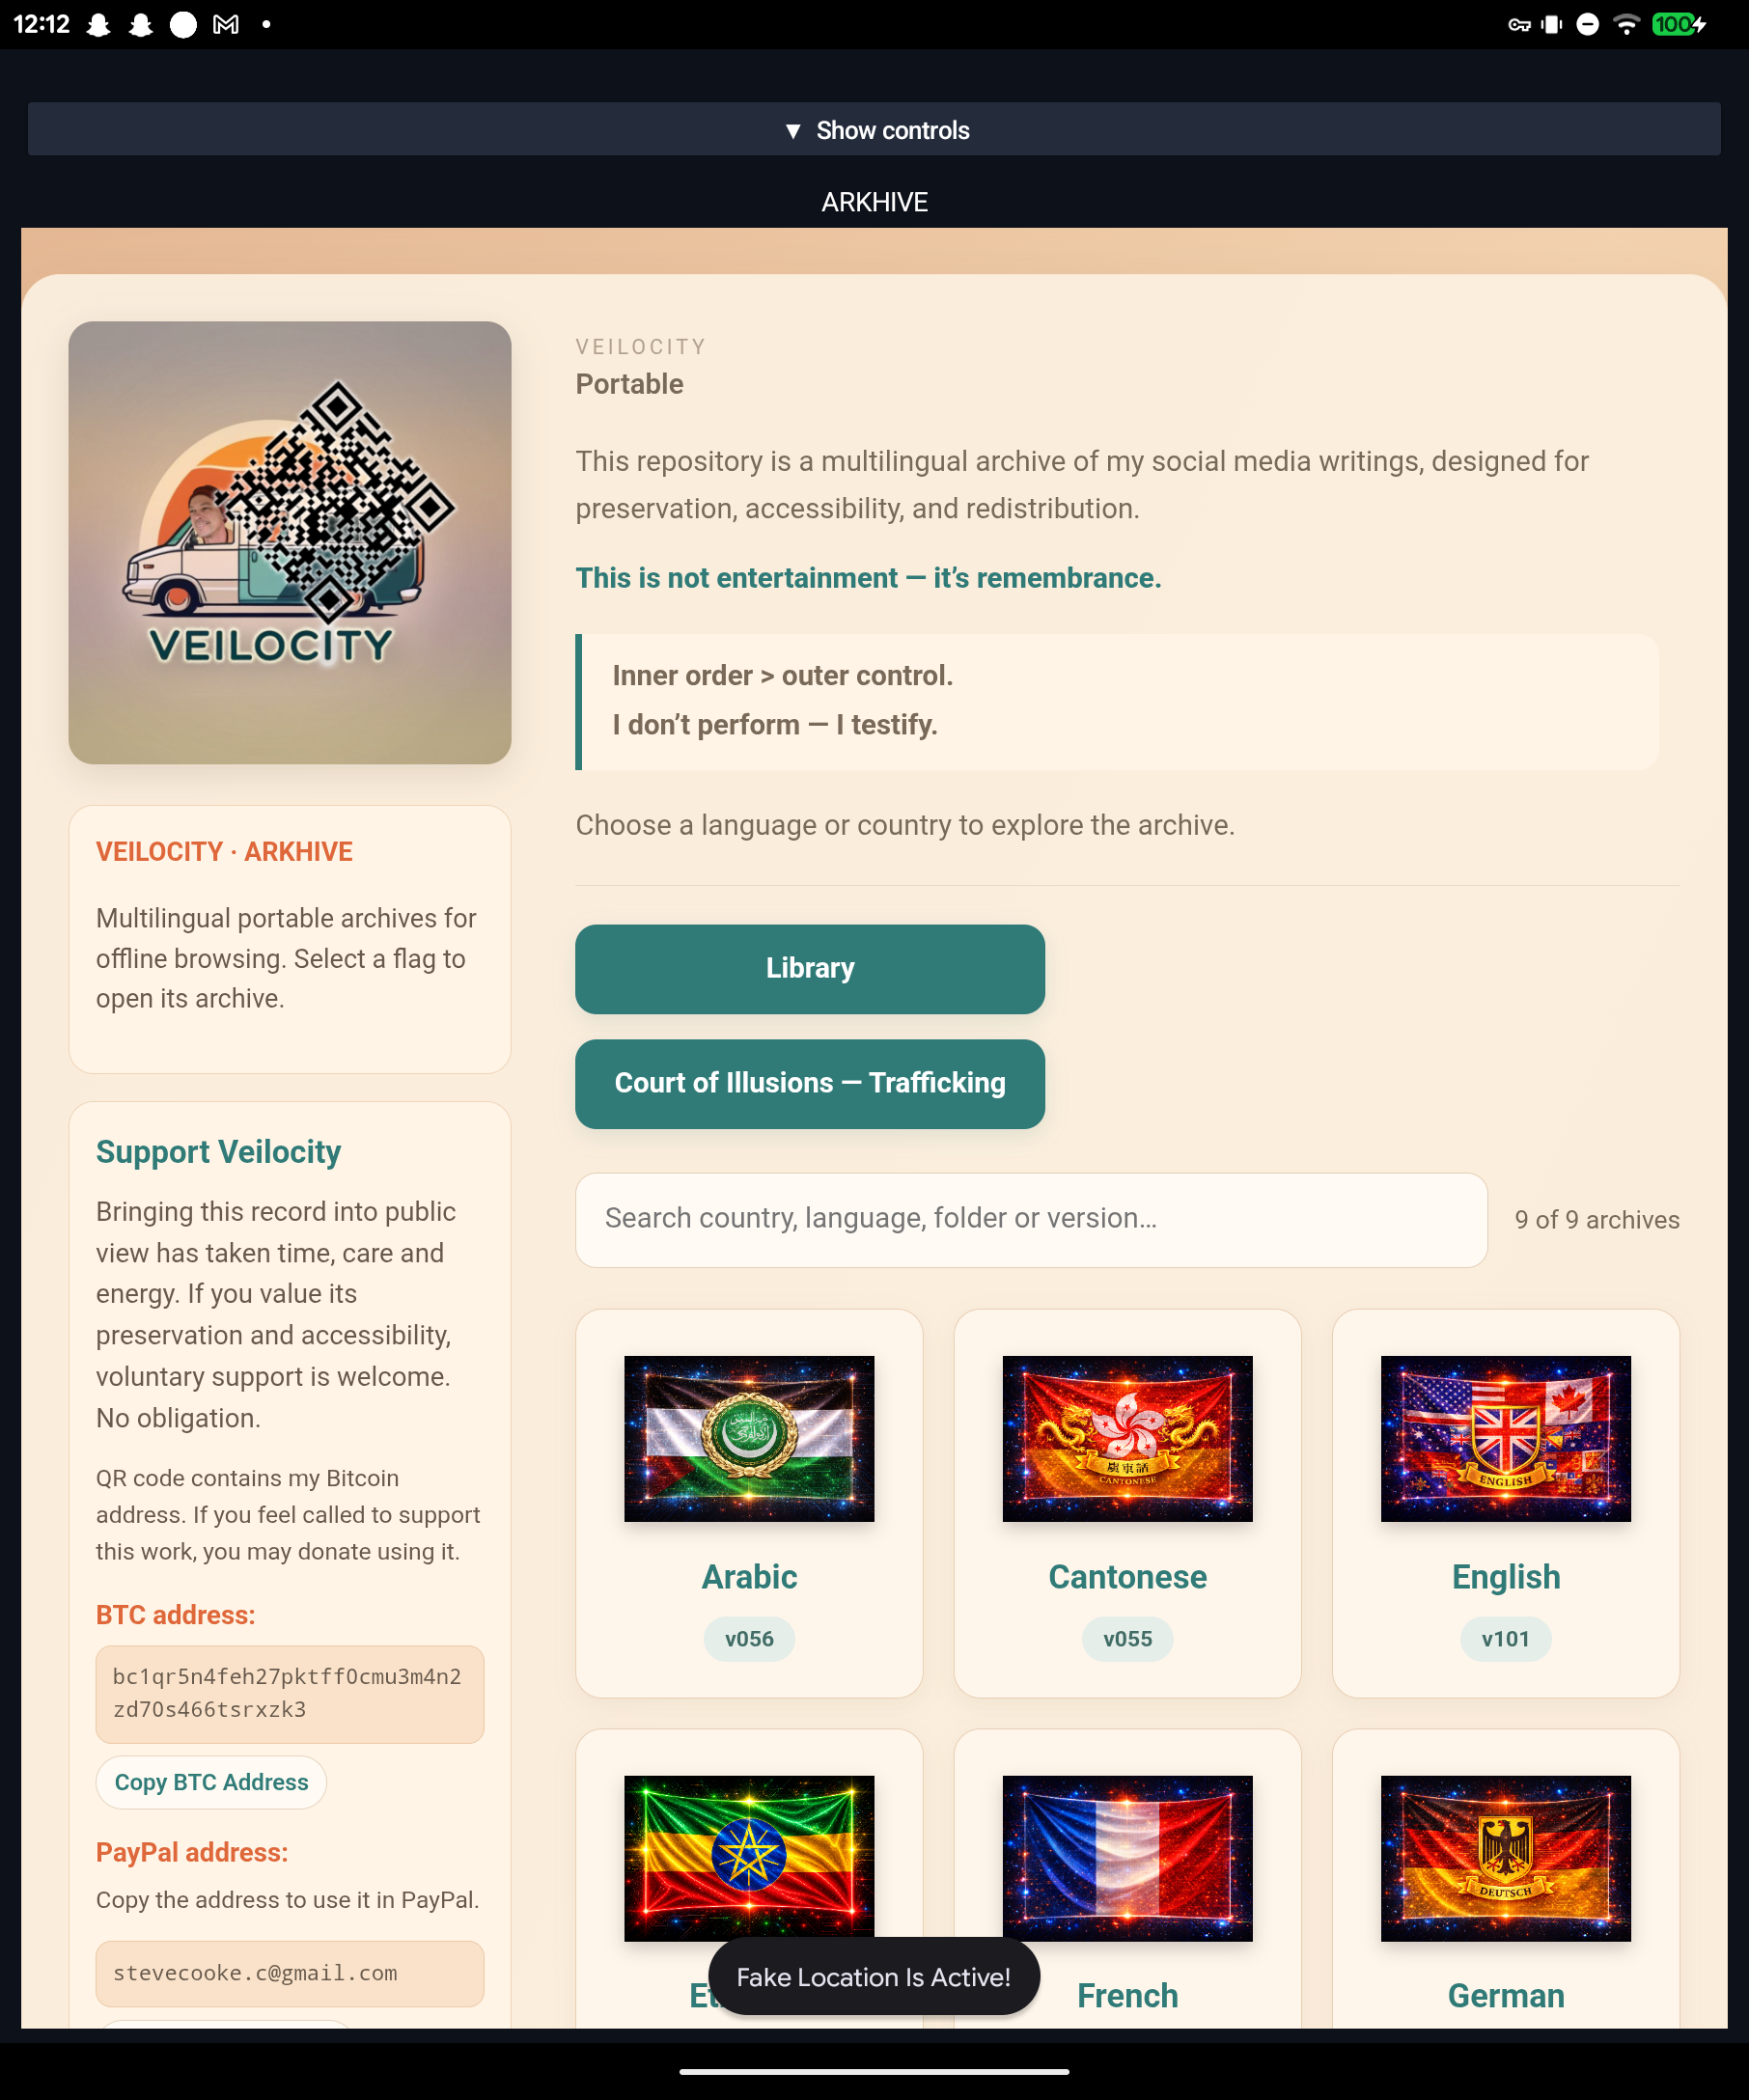 12:12
100
▼ Show controls
ARKHIVE
VEILOCITY
VEILOCITY · ARKHIVE
Multilingual portable archives for
offline browsing. Select a flag to
open its archive.
Support Veilocity
Bringing this record into public
view has taken time, care and
energy. If you value its
preservation and accessibility,
voluntary support is welcome.
No obligation.
QR code contains my Bitcoin
address. If you feel called to support
this work, you may donate using it.
BTC address:
bc1qr5n4feh27pktff0cmu3m4n2
zd70s466tsrxzk3
Copy BTC Address
PayPal address:
Copy the address to use it in PayPal.
stevecooke.c@gmail.com
VEILOCITY
Portable
This repository is a multilingual archive of my social media writings, designed for
preservation, accessibility, and redistribution.
This is not entertainment — it’s remembrance.
Inner order > outer control.
I don’t perform — I testify.
Choose a language or country to explore the archive.
Library
Court of Illusions — Trafficking
Search country, language, folder or version…
9 of 9 archives
Arabic
v056
CANTONESE
Cantonese
v055
ENGLISH
English
v101
French
DEUTSCH
German
Fake Location Is Active!